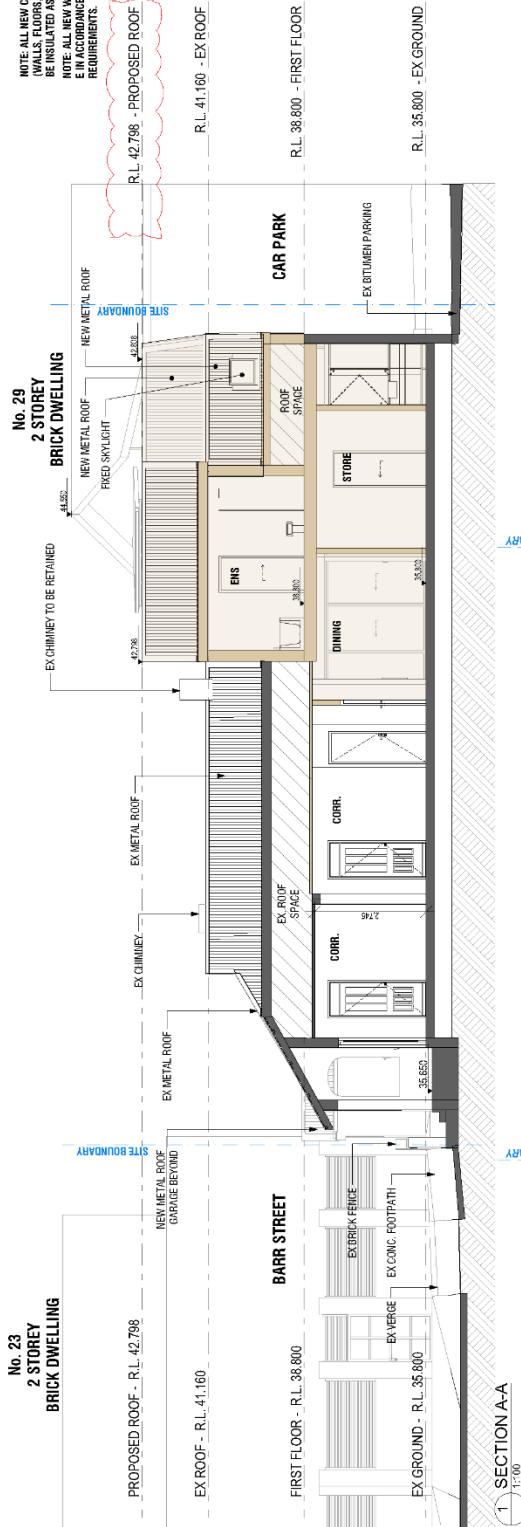 No. 23
2 STOREY
BRICK DWELLING
No. 29
2 STOREY
BRICK DWELLING
NOTE: ALL NEW
(WALLS, FLOORS,
BE INSULATED AS
NOTE: ALL NEW
E IN ACCORDANCE
REQUIREMENTS.
44.550
EX CHIMNEY TO BE RETAINED
NEW METAL ROOF
NEW METAL ROOF
FIXED SKYLIGHT
EX METAL ROOF
EX CHIMNEY
EX METAL ROOF
NEW METAL ROOF
GARAGE BEYOND
SITE BOUNDARY
SITE BOUNDARY
42.798
42.808
PROPOSED ROOF - R.L. 42.798
R.L. 42.798 - PROPOSED ROOF
EX ROOF - R.L. 41.160
R.L. 41.160 - EX ROOF
BARR STREET
CAR PARK
EX. ROOF
SPACE
ENS
ROOF
SPACE
38.800
FIRST FLOOR - R.L. 38.800
R.L. 38.800 - FIRST FLOOR
EX BRICK FENCE
EX CONC. FOOTPATH
EX VERGE
CORR.
2,745
CORR.
DINING
STORE
EX BITUMEN PARKING
35.650
35.800
EX GROUND - R.L. 35.800
R.L. 35.800 - EX GROUND
1 SECTION A-A
1:100